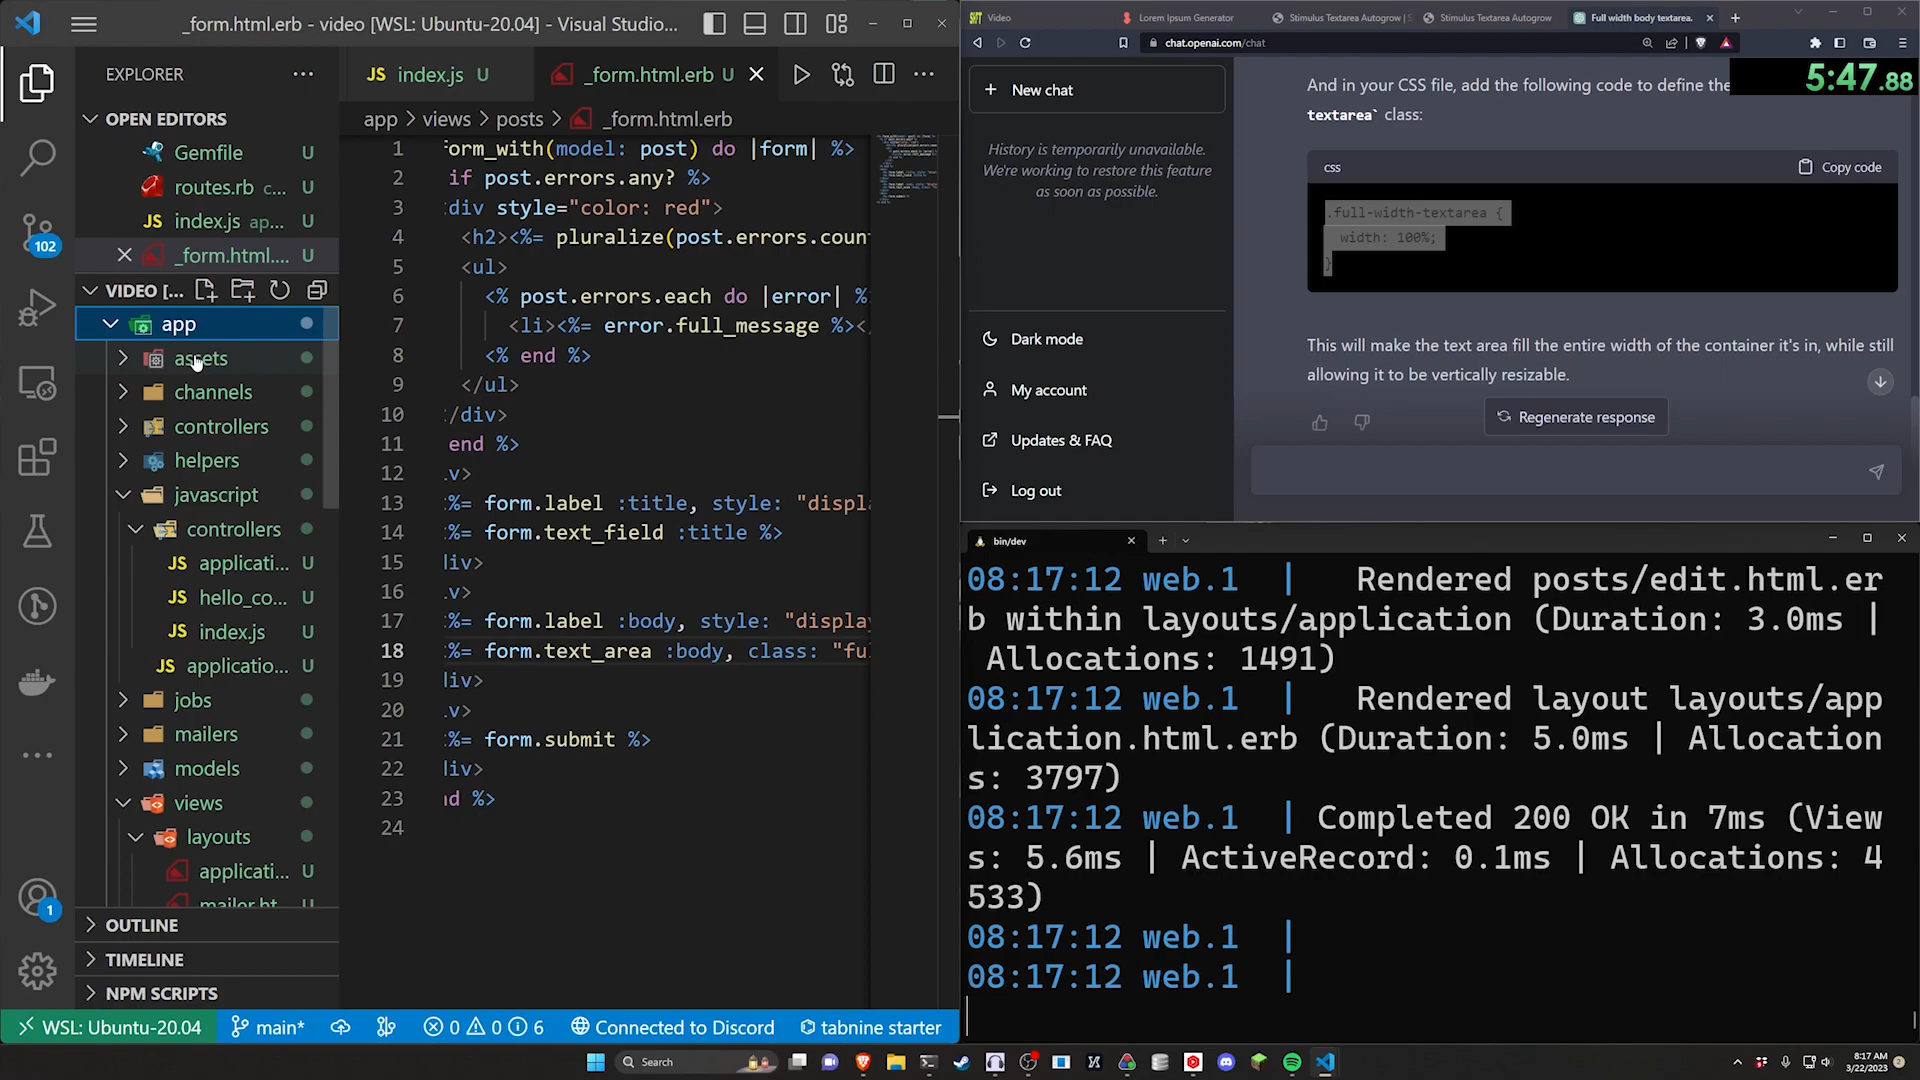 _form.html.erb - video [WSL: Ubuntu-20.04] - Visual Studio...
EXPLORER
OPEN EDITORS
Gemfile U
routes.rb c... U
JS index.js ap... U
_form.html.... U
VIDEO [...
app
assets
channels
controllers
helpers
javascript
controllers
JS applicati... U
JS hello_co... U
JS index.js U
JS applicatio... U
jobs
mailers
models
views
layouts
applicati... U
mailer.ht
OUTLINE
TIMELINE
NPM SCRIPTS
102
1
JS index.js U
_form.html.erb U
app > views > posts > _form.html.erb
1 form_with(model: post) do |form| %>
2 if post.errors.any? %>
3 div style="color: red">
4 <h2><%= pluralize(post.errors.coun
5 <ul>
6 <% post.errors.each do |error| %
7 <li><%= error.full_message %></
8 <% end %>
9 </ul>
10 /div>
11 end %>
12 .v>
13 %= form.label :title, style: "displa
14 %= form.text_field :title %>
15 div>
16 .v>
17 %= form.label :body, style: "display
18 %= form.text_area :body, class: "fu
19 div>
20 .v>
21 %= form.submit %>
22 div>
23 nd %>
24
WSL: Ubuntu-20.04 main* 0 0 6 Connected to Discord tabnine starter
Video
Lorem Ipsum Generator
Stimulus Textarea Autogrow | S
Stimulus Textarea Autogrow
Full width body textarea.
chat.openai.com/chat
5:47.88
+ New chat
History is temporarily unavailable.
We're working to restore this feature
as soon as possible.
Dark mode
My account
Updates & FAQ
Log out
And in your CSS file, add the following code to define the
textarea` class:
css
Copy code
.full-width-textarea {
width: 100%;
}
This will make the text area fill the entire width of the container it's in, while still
allowing it to be vertically resizable.
Regenerate response
bin/dev
08:17:12 web.1 | Rendered posts/edit.html.er
b within layouts/application (Duration: 3.0ms |
Allocations: 1491)
08:17:12 web.1 | Rendered layout layouts/app
lication.html.erb (Duration: 5.0ms | Allocation
s: 3797)
08:17:12 web.1 | Completed 200 OK in 7ms (View
s: 5.6ms | ActiveRecord: 0.1ms | Allocations: 4
533)
08:17:12 web.1 |
08:17:12 web.1 |
Search
8:17 AM
3/22/2023